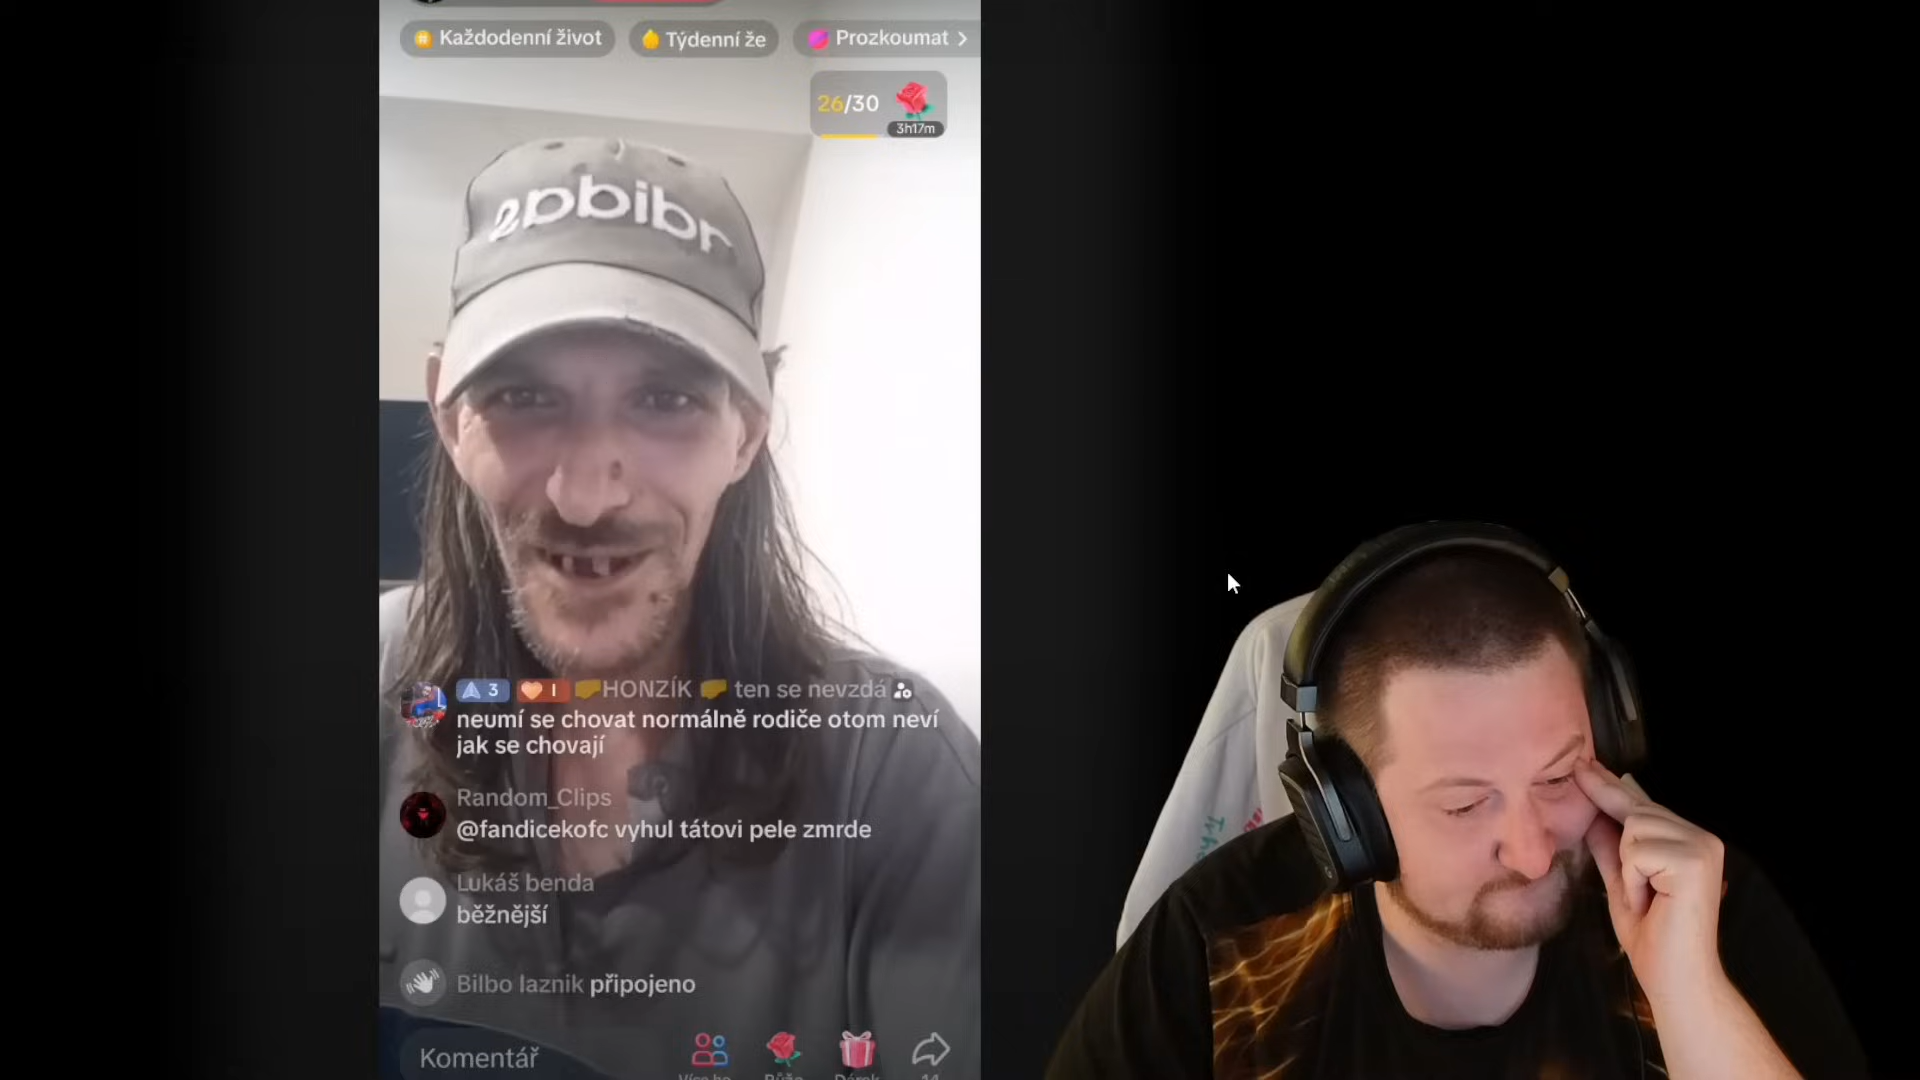 Každodenní život
Týdenní že
Prozkoumat
26/30
3h17m
3 I HONZÍK ten se nevzdá
neumí se chovat normálně rodiče otom neví
jak se chovají
Random_Clips
@fandicekofc vyhul tátovi pele zmrde
Lukáš benda
běžnější
Bilbo laznik připojeno
Komentář